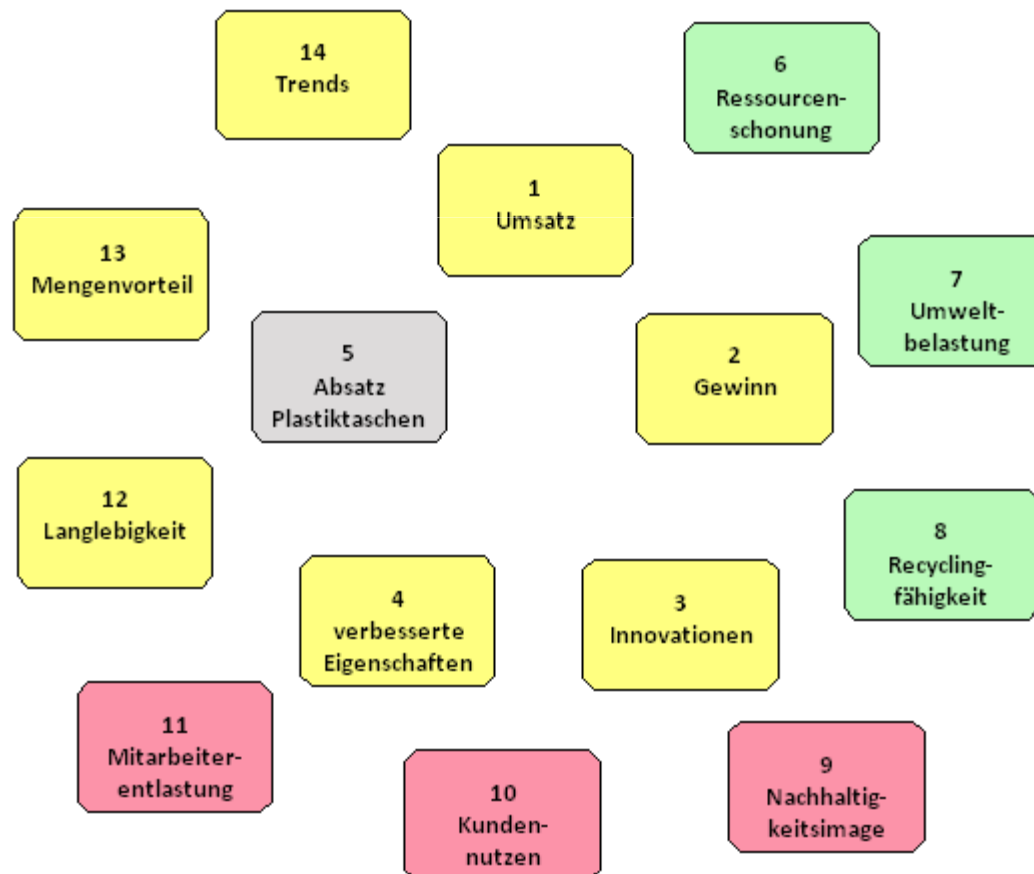 14
Trends
6
Ressourcen-
schonung
1
Umsatz
13
Mengenvorteil
7
Umwelt-
belastung
5
Absatz
Plastiktaschen
2
Gewinn
12
Langlebigkeit
8
Recycling-
fähigkeit
4
verbesserte
Eigenschaften
3
Innovationen
11
Mitarbeiter-
entlastung
10
Kunden-
nutzen
9
Nachhaltig-
keitsimage